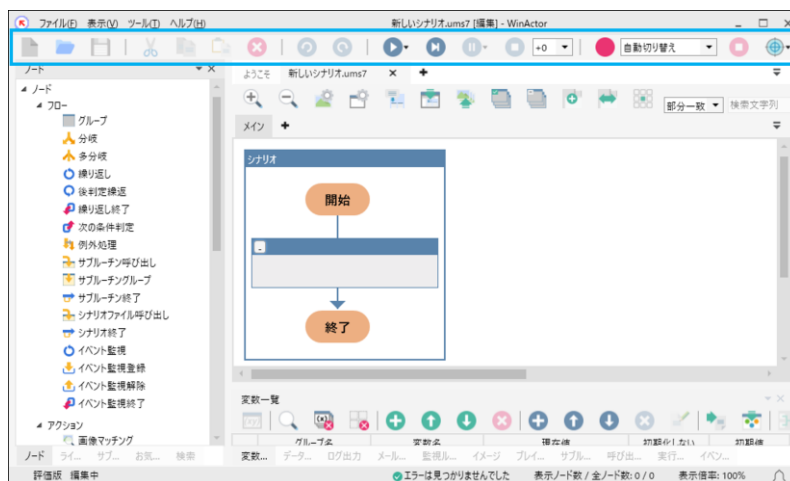 ファイル(F) 表示(V) ツール(T) ヘルプ(H) 新しいシナリオ.ums7 [編集] - WinActor
+0 自動切り替え
ノード
ようこそ 新しいシナリオ.ums7
ノード
フロー
グループ
分岐
多分岐
繰り返し
後判定繰返
繰り返し終了
次の条件判定
例外処理
サブルーチン呼び出し
サブルーチングループ
サブルーチン終了
シナリオファイル呼び出し
シナリオ終了
イベント監視
イベント監視登録
イベント監視解除
イベント監視終了
アクション
画像マッチング
ノード ライ... サブ... お気... 検索
部分一致 検索文字列
メイン
シナリオ
開始
終了
変数一覧
グループ名 変数名 現在値 初期化しない 初期値
変数... データ... ログ出力 メール... 監視ル... イメージ ブレイ... サブル... 呼び出... 実行... イベン...
評価版 編集中 エラーは見つかりませんでした 表示ノード数 / 全ノード数: 0 / 0 表示倍率: 100%